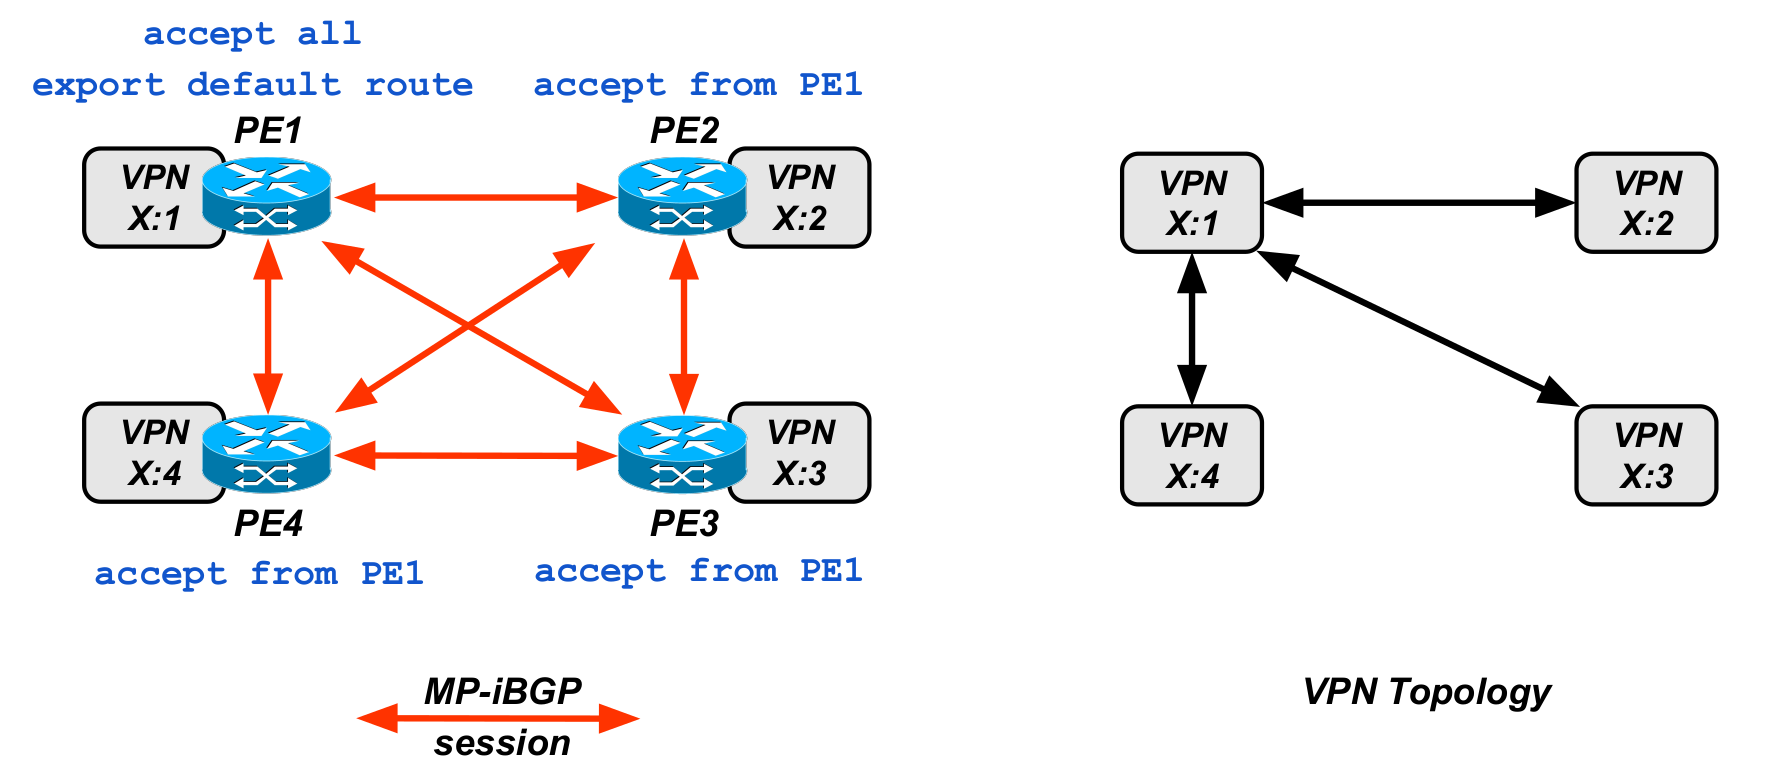 accept all
export default route
accept from PE1
PE1
PE2
VPN
X:1
VPN
X:2
VPN
X:1
VPN
X:2
VPN
X:4
VPN
X:3
VPN
X:4
VPN
X:3
PE4
PE3
accept from PE1
accept from PE1
MP-iBGP
session
VPN Topology